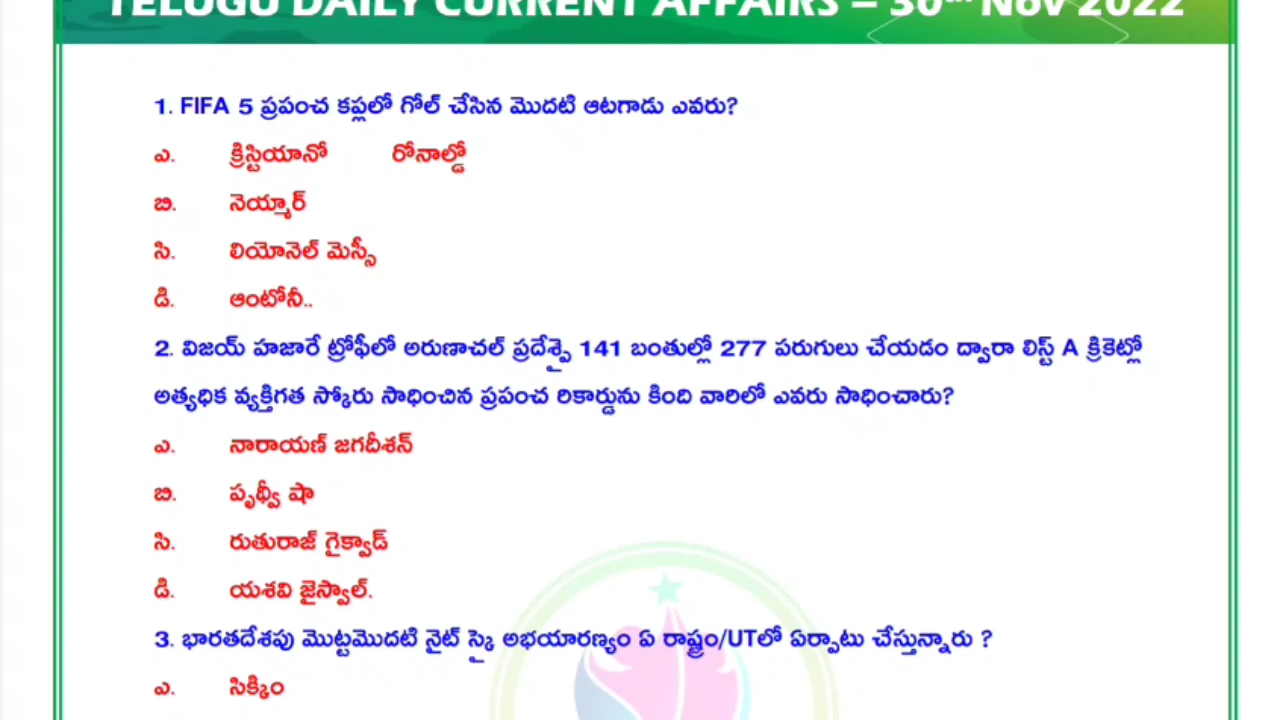 TELUGU DAILY CURRENT AFFAIRS – 30th Nov 2022
1. FIFA 5 ప్రపంచ కప్లలో గోల్ చేసిన మొదటి ఆటగాడు ఎవరు?
ఎ. క్రిస్టియానో రోనాల్డో
బి. నెయ్మార్
సి. లియోనెల్ మెస్సీ
డి. ఆంటోనీ..
2. విజయ్ హజారే ట్రోఫీలో అరుణాచల్ ప్రదేశ్పై 141 బంతుల్లో 277 పరుగులు చేయడం ద్వారా లిస్ట్ A క్రికెట్లో
అత్యధిక వ్యక్తిగత స్కోరు సాధించిన ప్రపంచ రికార్డును కింది వారిలో ఎవరు సాధించారు?
ఎ. నారాయణ్ జగదీశన్
బి. పృథ్వీ షా
సి. రుతురాజ్ గైక్వాడ్
డి. యశవి జైస్వాల్.
3. భారతదేశపు మొట్టమొదటి నైట్ స్కై అభయారణ్యం ఏ రాష్ట్రం/UTలో ఏర్పాటు చేస్తున్నారు ?
ఎ. సిక్కిం